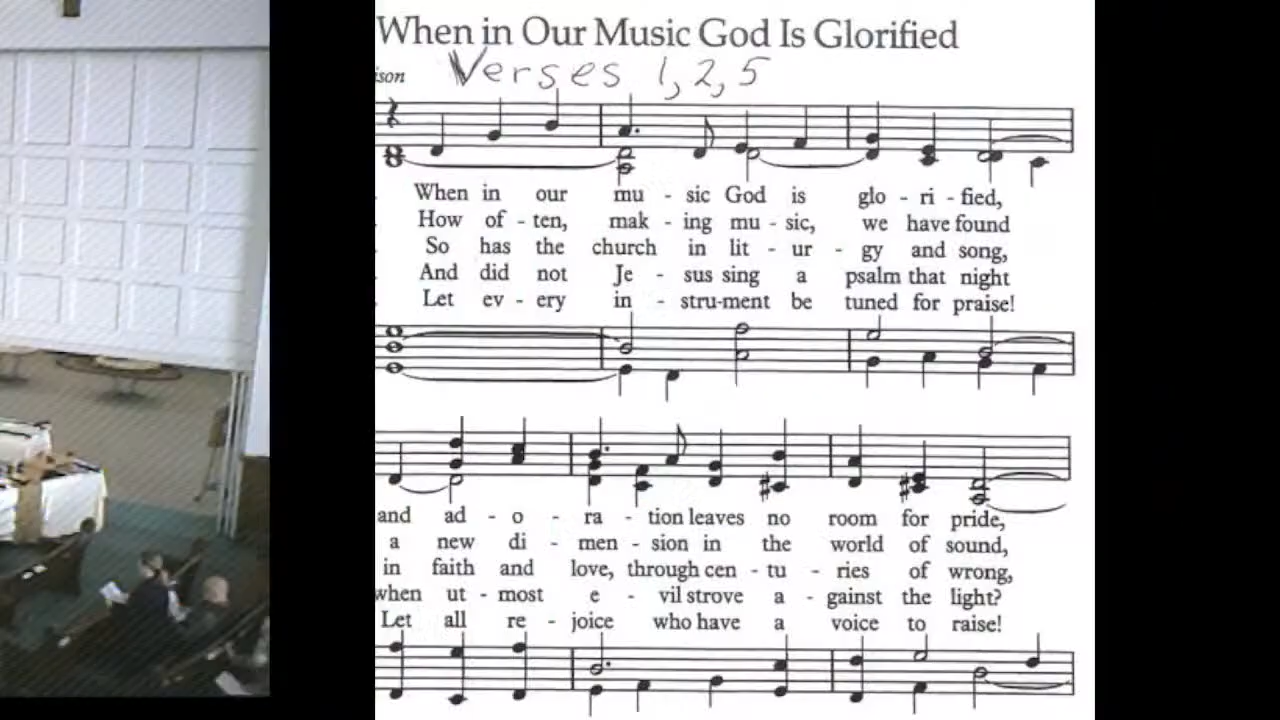 When in Our Music God Is Glorified
ison Verses 1, 2, 5
When in our mu - sic God is glo - ri - fied,
How of - ten, mak - ing mu - sic, we have found
So has the church in lit - ur - gy and song,
And did not Je - sus sing a psalm that night
Let ev - ery in - stru-ment be tuned for praise!
and ad - o - ra - tion leaves no room for pride,
a new di - men - sion in the world of sound,
in faith and love, through cen - tu - ries of wrong,
when ut - most e - vil strove a - gainst the light?
Let all re - joice who have a voice to raise!